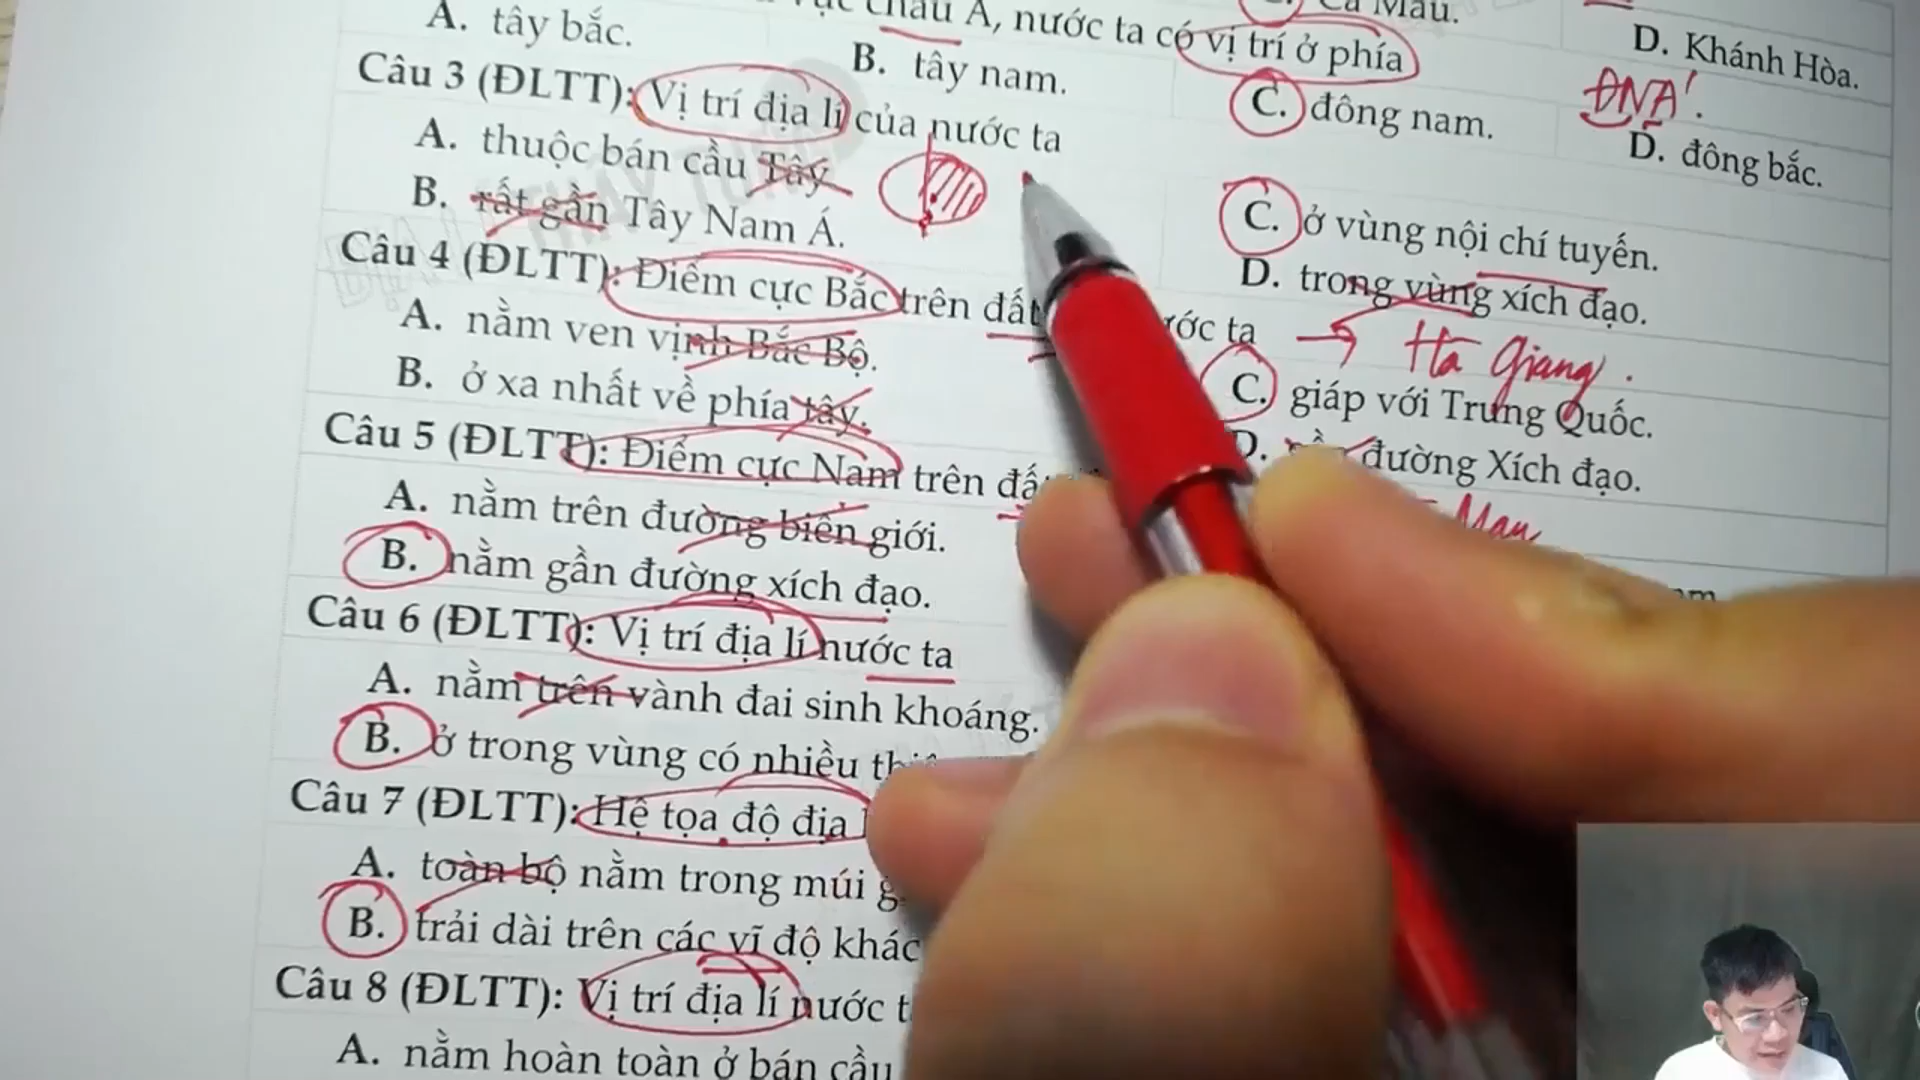 châu Á, nước ta có vị trí ở phía
Cà Mau.
D. Khánh Hòa.
A. tây bắc.
B. tây nam.
C. đông nam.
D. đông bắc.
ĐNA'.
Câu 3 (ĐLTT): Vị trí địa lí của nước ta
A. thuộc bán cầu Tây
C. ở vùng nội chí tuyến.
B. rất gần Tây Nam Á.
D. trong vùng xích đạo.
Câu 4 (ĐLTT): Điểm cực Bắc trên đất
ta
Hà Giang.
A. nằm ven vịnh Bắc Bộ.
C. giáp với Trung Quốc.
B. ở xa nhất về phía tây.
D. đường Xích đạo.
Câu 5 (ĐLTT): Điểm cực Nam trên
Mau
A. nằm trên đường biên giới.
B. nằm gần đường xích đạo.
Câu 6 (ĐLTT): Vị trí địa lí nước ta
A. nằm trên vành đai sinh khoáng.
B. ở trong vùng có nhiều
Câu 7 (ĐLTT): Hệ tọa độ địa
A. toàn bộ nằm trong múi
B. trải dài trên các vĩ độ
Câu 8 (ĐLTT): Vị trí địa lí nước
A. nằm hoàn toàn ở bán cầu